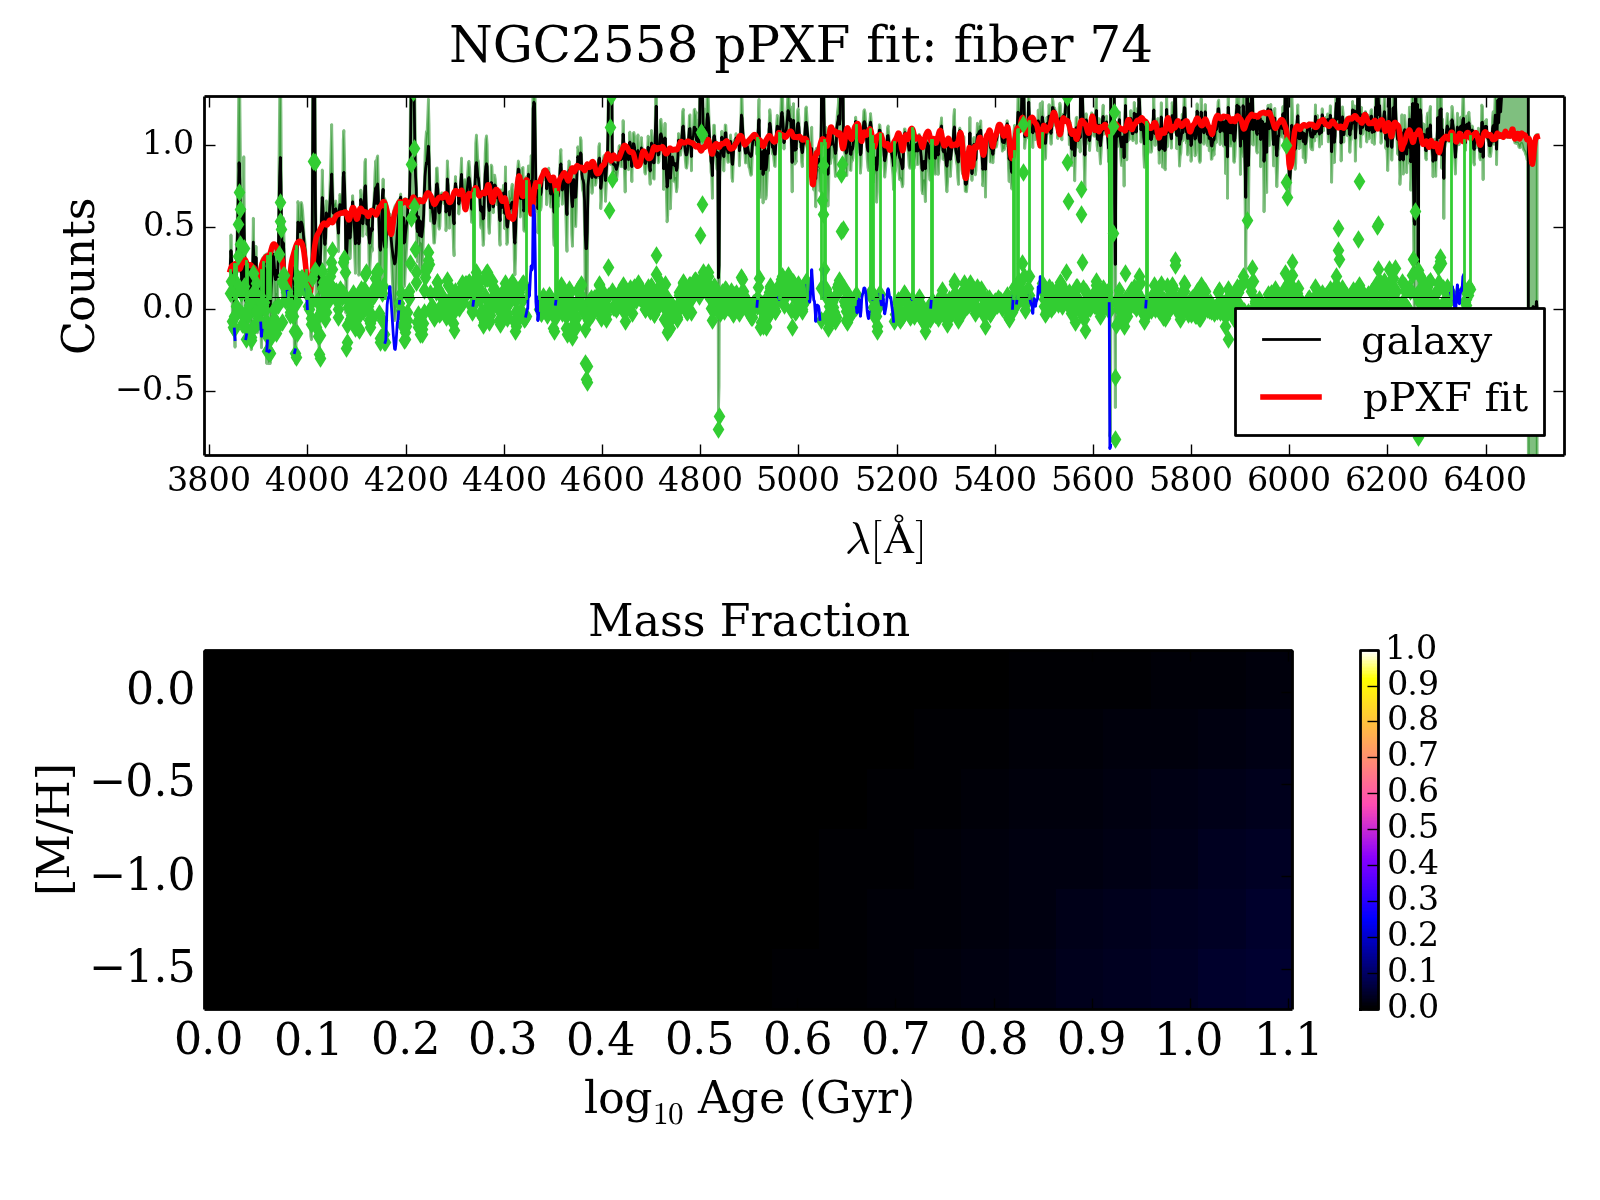 NGC2558 pPXF fit: fiber 74
Counts
1.0
0.5
0.0
−0.5
galaxy
pPXF fit
3800 4000 4200 4400 4600 4800 5000 5200 5400 5600 5800 6000 6200 6400
λ[Å]
Mass Fraction
[M/H]
0.0
−0.5
−1.0
−1.5
0.0 0.1 0.2 0.3 0.4 0.5 0.6 0.7 0.8 0.9 1.0 1.1
log₁₀ Age (Gyr)
1.0
0.9
0.8
0.7
0.6
0.5
0.4
0.3
0.2
0.1
0.0